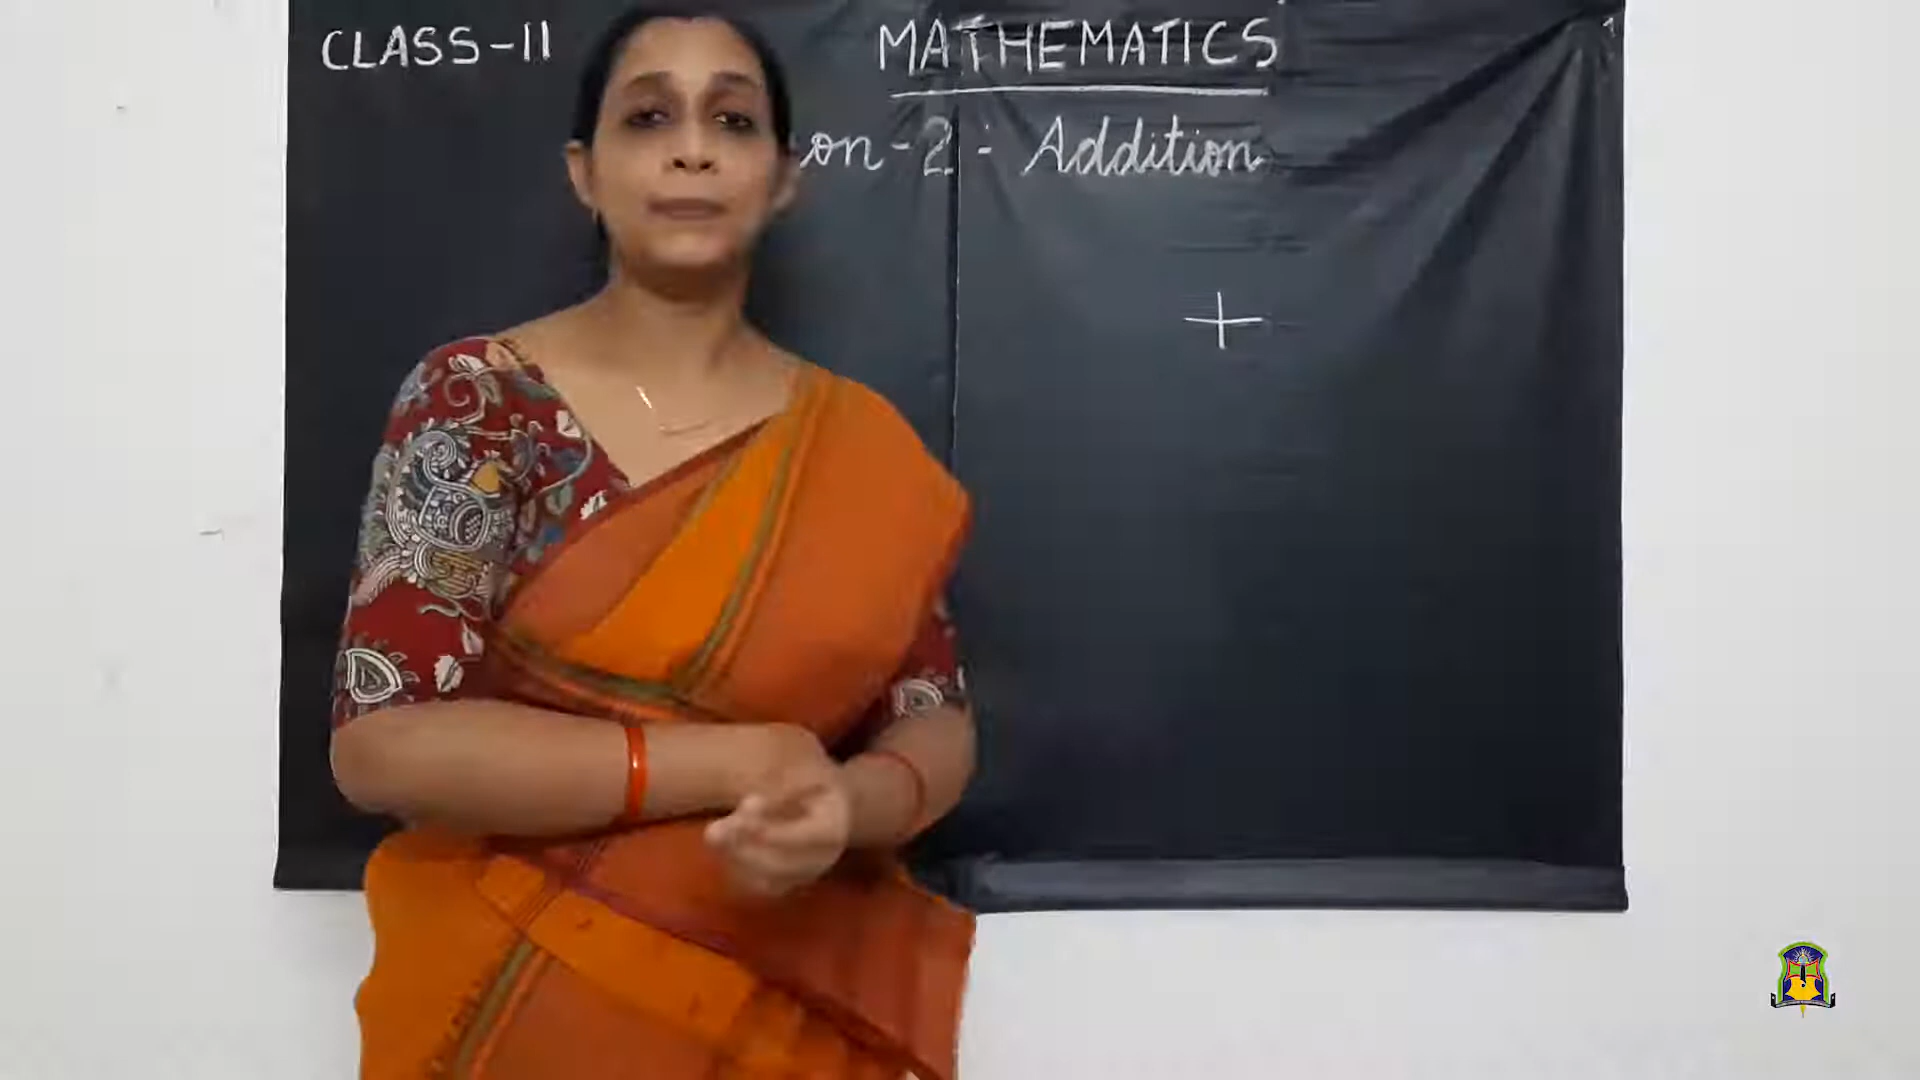 CLASS-II
MATHEMATICS
on-2:- Addition
+